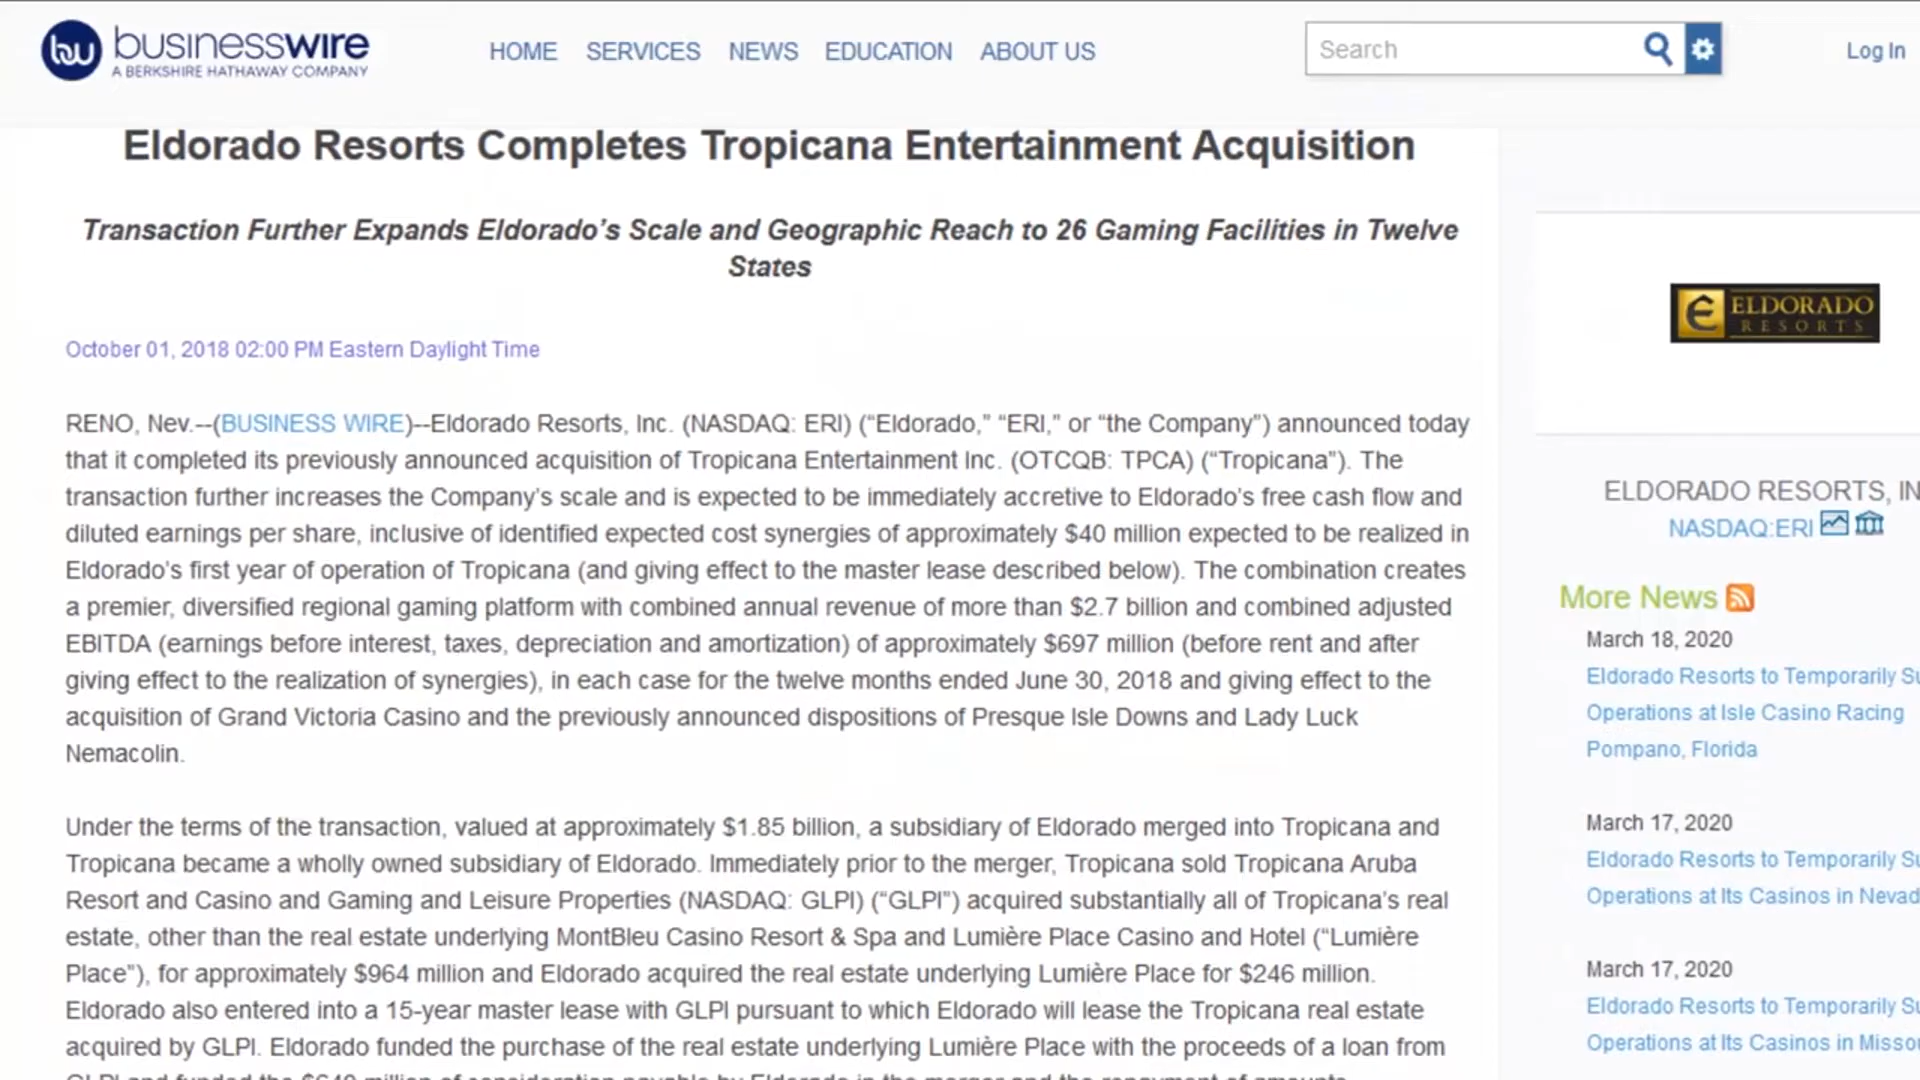 businesswire
A BERKSHIRE HATHAWAY COMPANY
HOME SERVICES NEWS EDUCATION ABOUT US
Search
Log In
Eldorado Resorts Completes Tropicana Entertainment Acquisition
Transaction Further Expands Eldorado’s Scale and Geographic Reach to 26 Gaming Facilities in Twelve
States
October 01, 2018 02:00 PM Eastern Daylight Time
RENO, Nev.--(BUSINESS WIRE)--Eldorado Resorts, Inc. (NASDAQ: ERI) (“Eldorado,” “ERI,” or “the Company”) announced today
that it completed its previously announced acquisition of Tropicana Entertainment Inc. (OTCQB: TPCA) (“Tropicana”). The
transaction further increases the Company’s scale and is expected to be immediately accretive to Eldorado’s free cash flow and
diluted earnings per share, inclusive of identified expected cost synergies of approximately $40 million expected to be realized in
Eldorado’s first year of operation of Tropicana (and giving effect to the master lease described below). The combination creates
a premier, diversified regional gaming platform with combined annual revenue of more than $2.7 billion and combined adjusted
EBITDA (earnings before interest, taxes, depreciation and amortization) of approximately $697 million (before rent and after
giving effect to the realization of synergies), in each case for the twelve months ended June 30, 2018 and giving effect to the
acquisition of Grand Victoria Casino and the previously announced dispositions of Presque Isle Downs and Lady Luck
Nemacolin.
Under the terms of the transaction, valued at approximately $1.85 billion, a subsidiary of Eldorado merged into Tropicana and
Tropicana became a wholly owned subsidiary of Eldorado. Immediately prior to the merger, Tropicana sold Tropicana Aruba
Resort and Casino and Gaming and Leisure Properties (NASDAQ: GLPI) (“GLPI”) acquired substantially all of Tropicana’s real
estate, other than the real estate underlying MontBleu Casino Resort & Spa and Lumière Place Casino and Hotel (“Lumière
Place”), for approximately $964 million and Eldorado acquired the real estate underlying Lumière Place for $246 million.
Eldorado also entered into a 15-year master lease with GLPI pursuant to which Eldorado will lease the Tropicana real estate
acquired by GLPI. Eldorado funded the purchase of the real estate underlying Lumière Place with the proceeds of a loan from
GLPI and funded the $640 million of consideration payable by Eldorado in the merger and the repayment of amounts
ELDORADO
RESORTS
ELDORADO RESORTS, IN
NASDAQ:ERI
More News
March 18, 2020
Eldorado Resorts to Temporarily Su
Operations at Isle Casino Racing
Pompano, Florida
March 17, 2020
Eldorado Resorts to Temporarily Su
Operations at Its Casinos in Nevad
March 17, 2020
Eldorado Resorts to Temporarily Su
Operations at Its Casinos in Missou